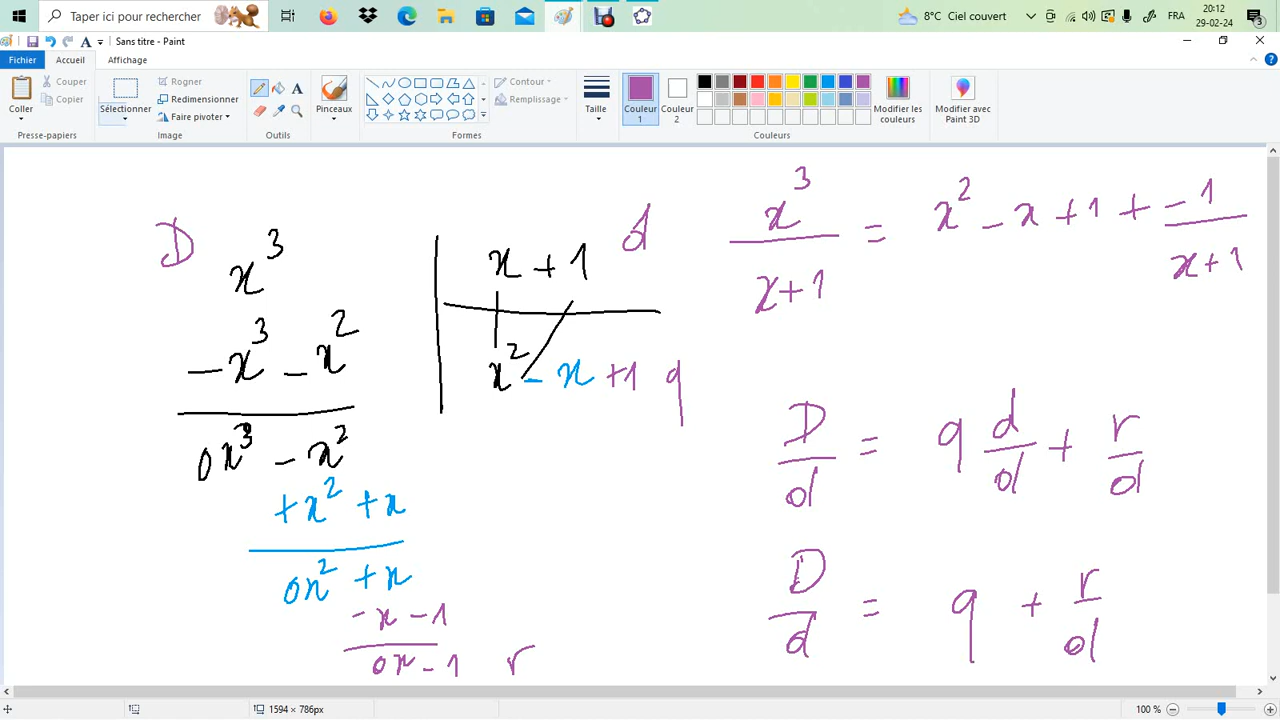 Taper ici pour rechercher
8°C Ciel couvert
FRA
20:12
29-02-24
3
Sans titre - Paint
Fichier
Accueil
Affichage
Coller
Couper
Copier
Presse-papiers
Sélectionner
Rogner
Redimensionner
Faire pivoter
Image
A
Outils
Pinceaux
Contour
Remplissage
Formes
Taille
Couleur 1
Couleur 2
Modifier les couleurs
Couleurs
Modifier avec Paint 3D
D
x³
-x³ - x²
0x³ - x²
+x² + x
0x² + x
-x - 1
0x - 1 r
x + 1 d
x² - x + 1 q
x³/(x+1) = x² - x + 1 + -1/(x+1)
D/d = q d/d + r/d
D/d = q + r/d
1594 × 786px
100 %